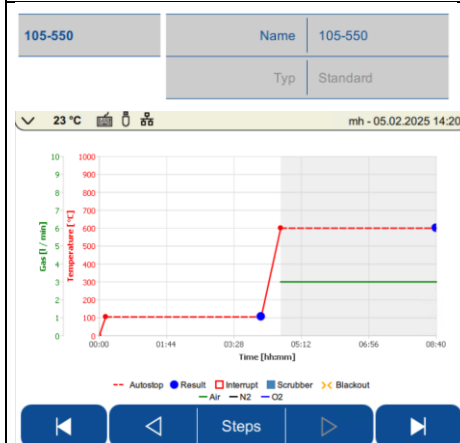 105-550
Name 105-550
Typ Standard
23 °C mh - 05.02.2025 14:20
10 1000
9 900
8 800
7 700
6 600
5 500
4 400
3 300
2 200
1 100
0 0
Gas [l / min]
Temperature [°C]
00:00 01:44 03:28 05:12 06:56 08:40
Time [hh:mm]
Autostop Result Interrupt Scrubber Blackout
Air N2 O2
Steps